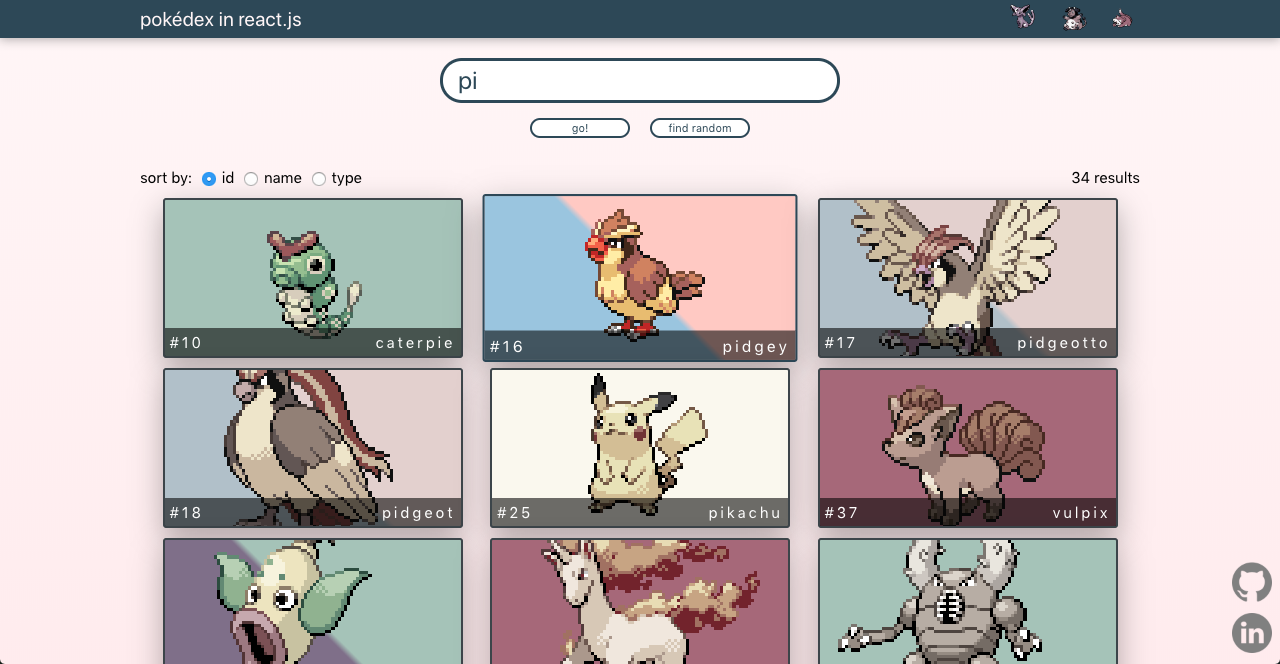 pokédex in react.js
pi
go! find random
sort by: id name type 34 results
#10 caterpie #16 pidgey #17 pidgeotto
#18 pidgeot #25 pikachu #37 vulpix
in